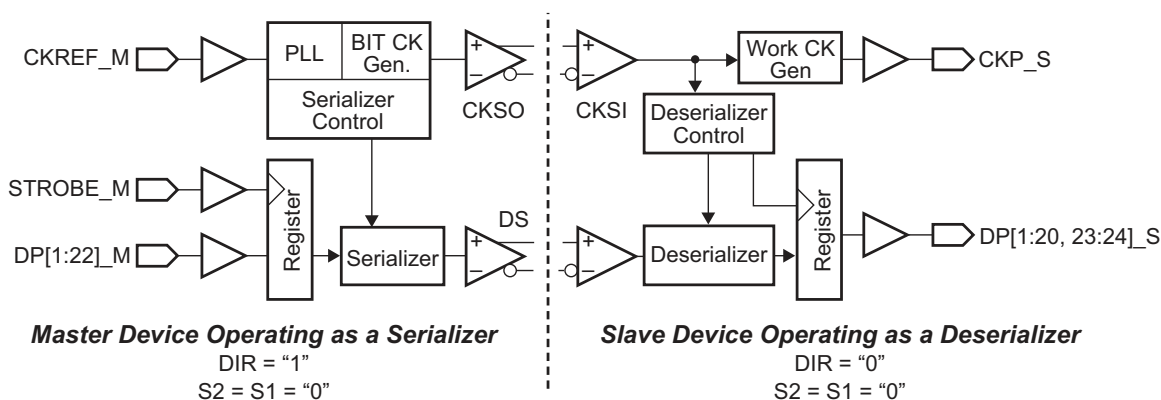 CKREF_M
PLL
BIT CK
Gen.
Serializer
Control
+
−
CKSO
STROBE_M
DP[1:22]_M
Register
Serializer
DS
+
−
Master Device Operating as a Serializer
DIR = “1”
S2 = S1 = “0”
+
−
CKSI
Work CK
Gen
CKP_S
Deserializer
Control
+
−
Deserializer
Register
DP[1:20, 23:24]_S
Slave Device Operating as a Deserializer
DIR = “0”
S2 = S1 = “0”